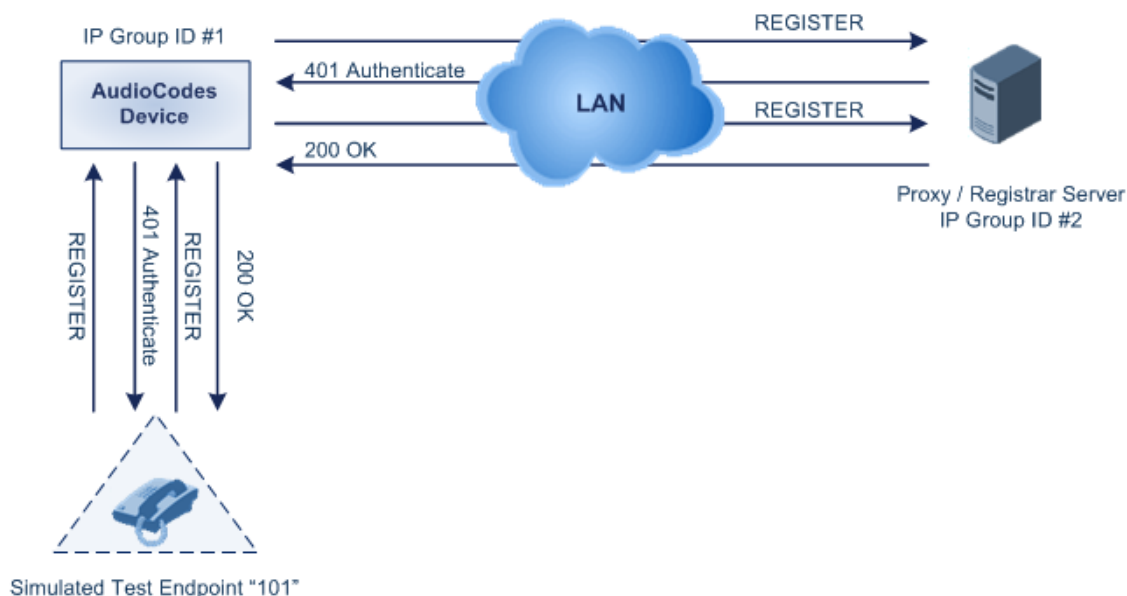 IP Group ID #1
REGISTER
401 Authenticate
AudioCodes
Device
LAN
REGISTER
200 OK
Proxy / Registrar Server
IP Group ID #2
REGISTER
401 Authenticate
REGISTER
200 OK
Simulated Test Endpoint “101”